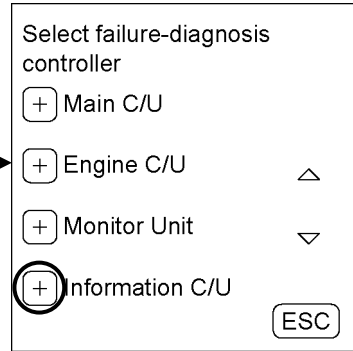 Select failure-diagnosis
controller
+ Main C/U
+ Engine C/U
+ Monitor Unit
+ Information C/U
ESC